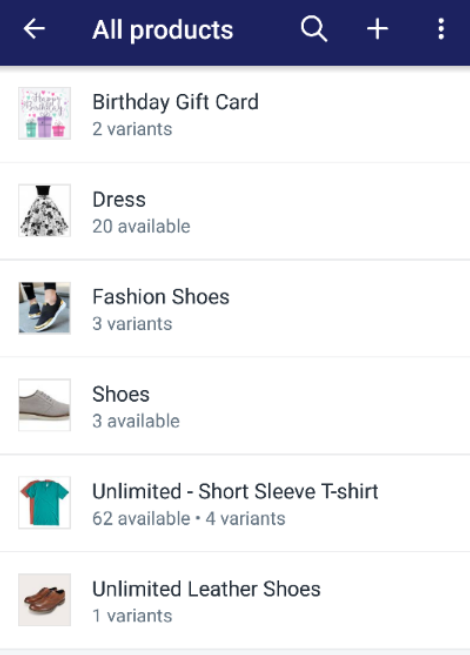 All products
Birthday Gift Card
2 variants
Dress
20 available
Fashion Shoes
3 variants
Shoes
3 available
Unlimited - Short Sleeve T-shirt
62 available • 4 variants
Unlimited Leather Shoes
1 variants